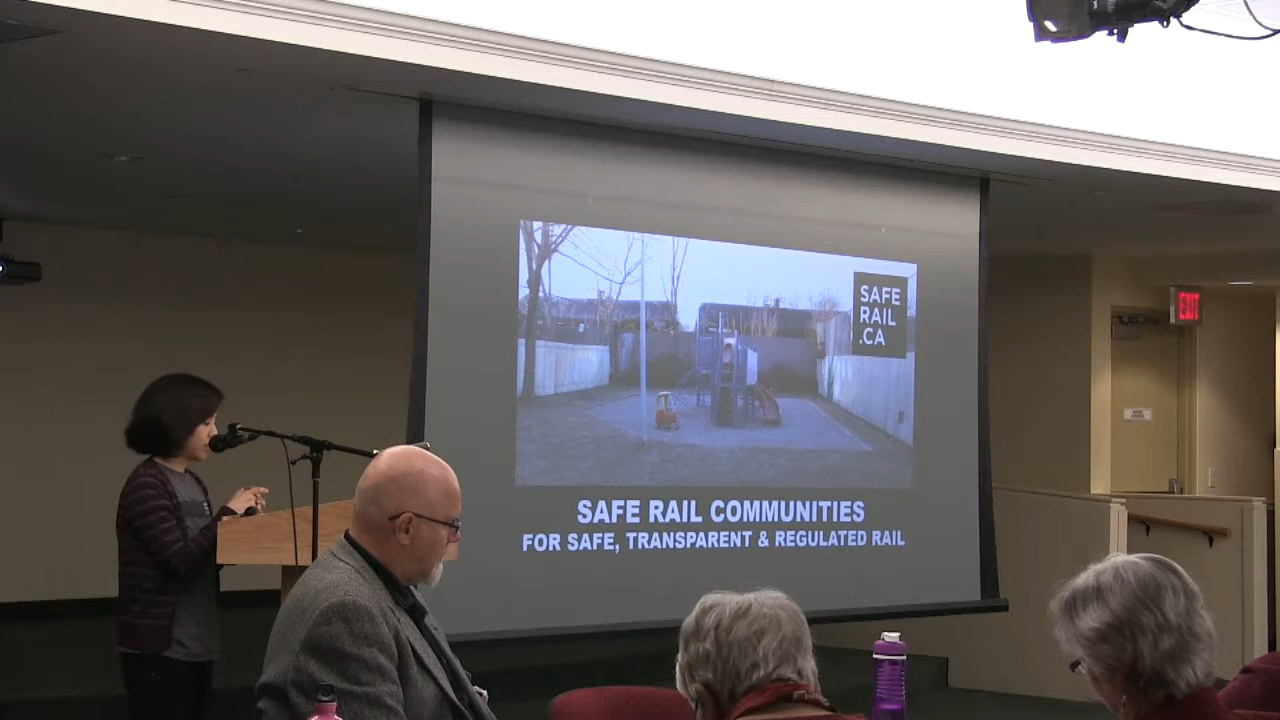 SAFE
RAIL
.CA
SAFE RAIL COMMUNITIES
FOR SAFE, TRANSPARENT & REGULATED RAIL
EXIT